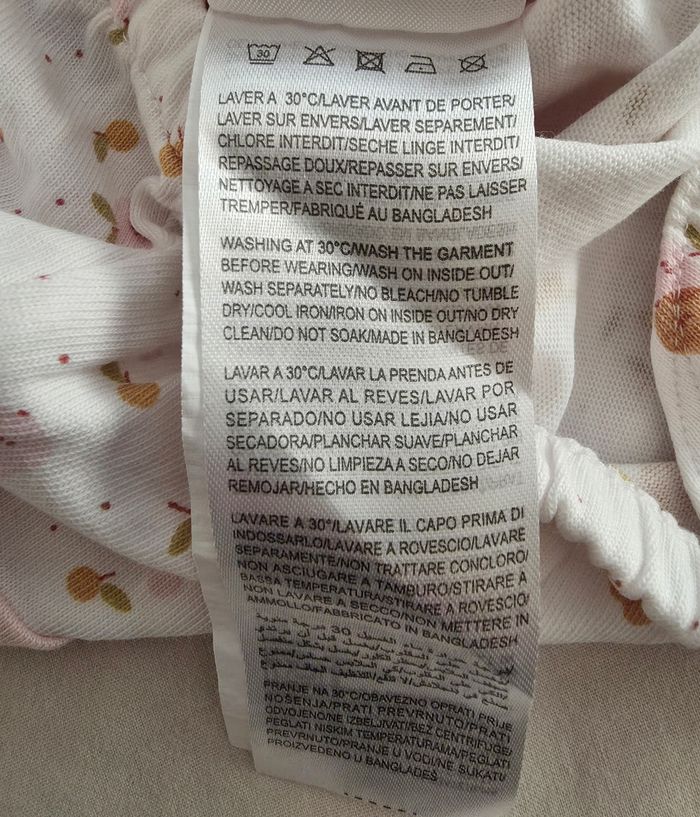 30
LAVER A 30°C/LAVER AVANT DE PORTER/
LAVER SUR ENVERS/LAVER SEPAREMENT/
CHLORE INTERDIT/SECHE LINGE INTERDIT/
REPASSAGE DOUX/REPASSER SUR ENVERS/
NETTOYAGE A SEC INTERDIT/NE PAS LAISSER
TREMPER/FABRIQUÉ AU BANGLADESH
WASHING AT 30°C/WASH THE GARMENT
BEFORE WEARING/WASH ON INSIDE OUT/
WASH SEPARATELY/NO BLEACH/NO TUMBLE
DRY/COOL IRON/IRON ON INSIDE OUT/NO DRY
CLEAN/DO NOT SOAK/MADE IN BANGLADESH
LAVAR A 30°C/LAVAR LA PRENDA ANTES DE
USAR/LAVAR AL REVES/LAVAR POR
SEPARADO/NO USAR LEJIA/NO USAR
SECADORA/PLANCHAR SUAVE/PLANCHAR
AL REVES/NO LIMPIEZA A SECO/NO DEJAR
REMOJAR/HECHO EN BANGLADESH
LAVARE A 30°/LAVARE IL CAPO PRIMA DI
INDOSSARLO/LAVARE A ROVESCIO/LAVARE
SEPARAMENTE/NON TRATTARE CONCLORO/
NON ASCIUGARE A TAMBURO/STIRARE A
BASSA TEMPERATURA/STIRARE A ROVESCIO/
NON LAVARE A SECCO/NON METTERE IN
AMMOLLO/FABBRICATO IN BANGLADESH
PRANJE NA 30°C/OBAVEZNO OPRATI PRIJE
NOŠENJA/PRATI PREVRNUTO/PRATI
ODVOJENO/NE IZBELJIVATI/BEZ CENTRIFUGE/
PEGLATI NISKIM TEMPERATURAMA/PEGLATI
PREVRNUTO/PRANJE U VODI/NE SUKATI/
PROIZVEDENO U BANGLADEŠ